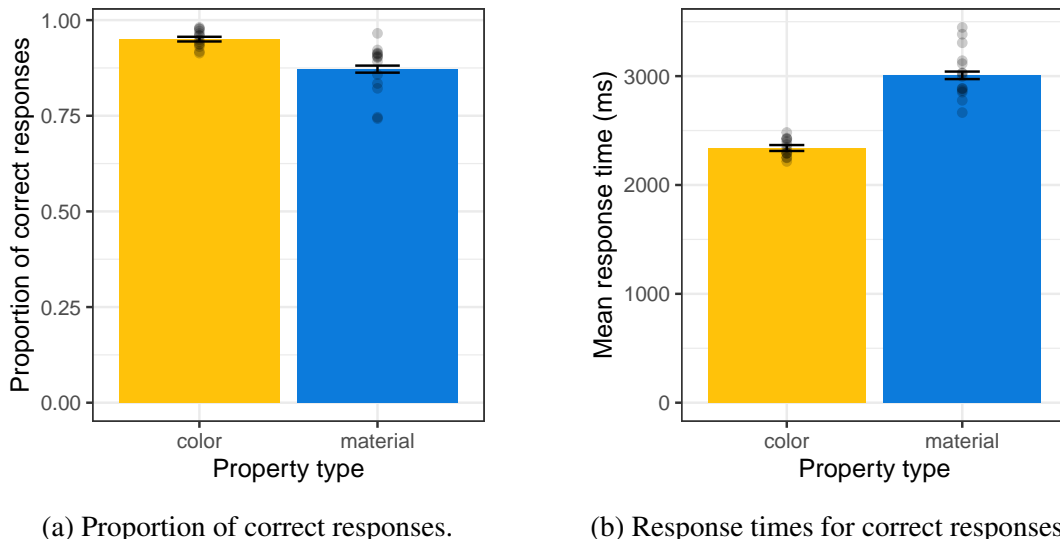 Proportion of correct responses
1.00
0.75
0.50
0.25
0.00
color material
Property type
(a) Proportion of correct responses.
Mean response time (ms)
3000
2000
1000
0
color material
Property type
(b) Response times for correct responses